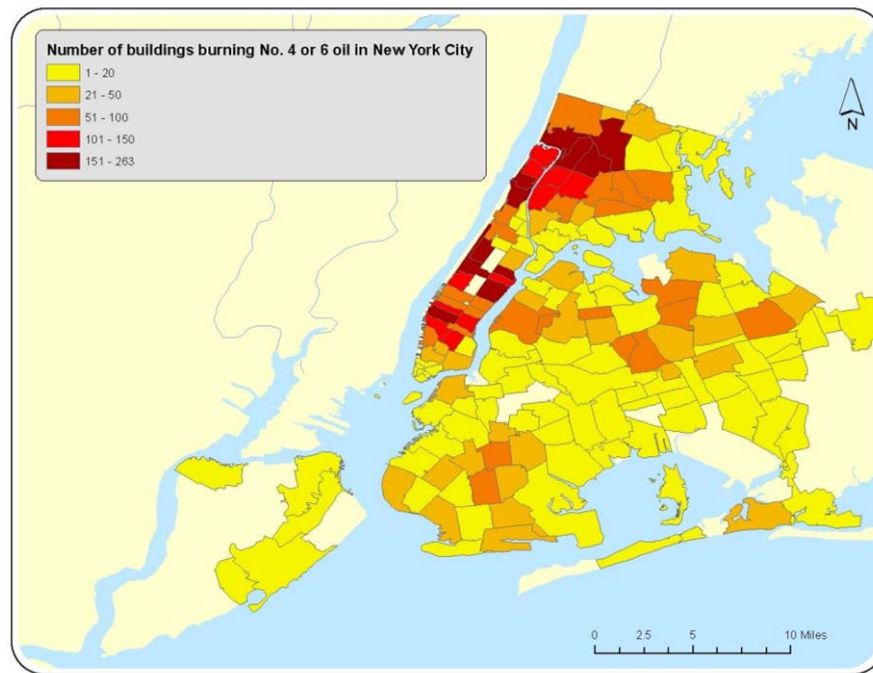 Number of buildings burning No. 4 or 6 oil in New York City
1 - 20
21 - 50
51 - 100
101 - 150
151 - 263
N
0 2.5 5 10 Miles